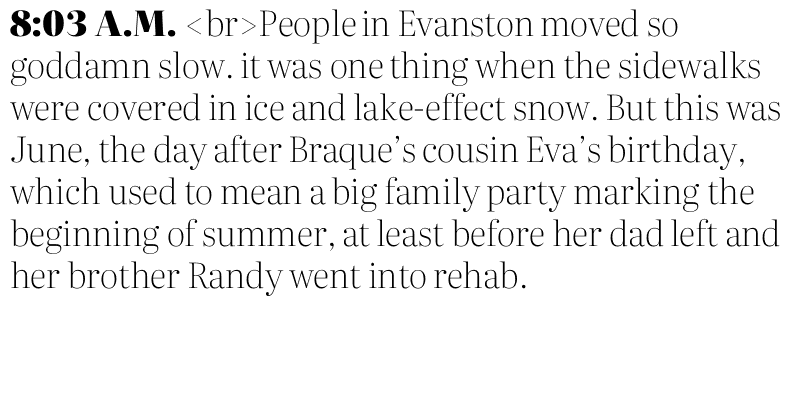 8:03 A.M. <br>People in Evanston moved so
goddamn slow. it was one thing when the sidewalks
were covered in ice and lake-effect snow. But this was
June, the day after Braque’s cousin Eva’s birthday,
which used to mean a big family party marking the
beginning of summer, at least before her dad left and
her brother Randy went into rehab.